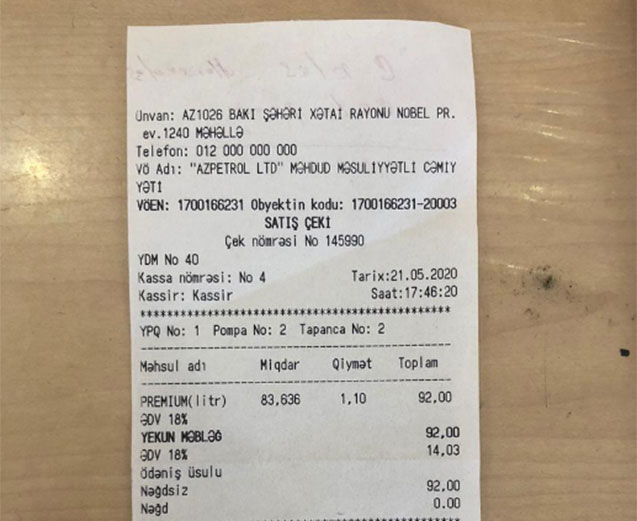 Ünvan: AZ1026 BAKI ŞƏHƏRİ XƏTAİ RAYONU NOBEL PR.
ev.1240 MƏHƏLLƏ
Telefon: 012 000 000 000
VÖ Adı: "AZPETROL LTD" MƏHDUD MƏSULİYYƏTLİ CƏMİY
YƏTİ
VÖEN: 1700166231 Obyektin kodu: 1700166231-20003
SATIŞ ÇEKİ
Çek nömrəsi No 145990
YDM No 40
Kassa nömrəsi: No 4 Tarix:21.05.2020
Kassir: Kassir Saat:17:46:20
**************************************************
YPQ No: 1 Pompa No: 2 Tapanca No: 2
--------------------------------------------------
Məhsul adı Miqdar Qiymət Toplam
--------------------------------------------------
PREMIUM(litr) 83,636 1,10 92,00
ƏDV 18%
YEKUN MƏBLƏĞ 92,00
ƏDV 18% 14,03
Ödəniş üsulu
Nəğdsiz 92,00
Nəğd 0.00